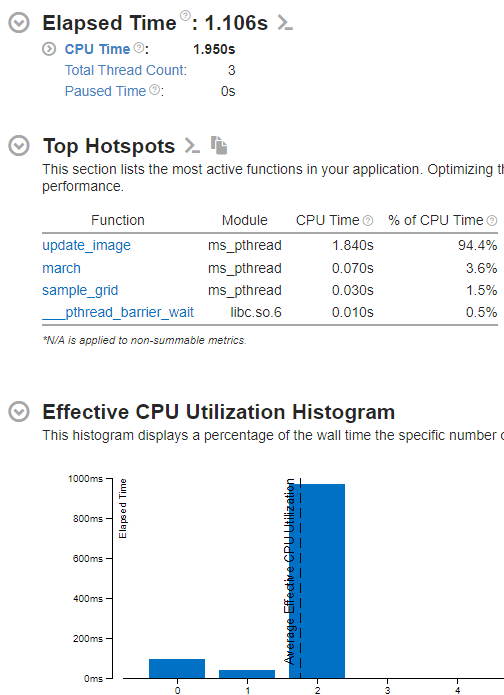 Elapsed Time ?: 1.106s
CPU Time ?: 1.950s
Total Thread Count: 3
Paused Time ?: 0s
Top Hotspots
This section lists the most active functions in your application. Optimizing
performance.
Function Module CPU Time ? % of CPU Time ?
update_image ms_pthread 1.840s 94.4%
march ms_pthread 0.070s 3.6%
sample_grid ms_pthread 0.030s 1.5%
___pthread_barrier_wait libc.so.6 0.010s 0.5%
*N/A is applied to non-summable metrics.
Effective CPU Utilization Histogram
This histogram displays a percentage of the wall time the specific number
1000ms
800ms
600ms
400ms
200ms
0ms
Elapsed Time
Average Effective CPU Utilization
0 1 2 3 4